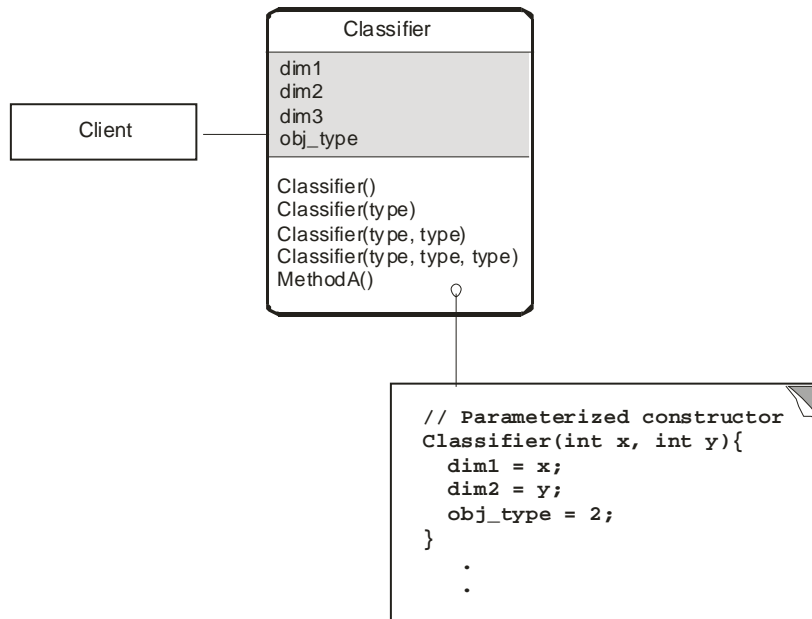 Classifier
dim1
dim2
dim3
obj_type
Client
Classifier()
Classifier(type)
Classifier(type, type)
Classifier(type, type, type)
MethodA()
// Parameterized constructor
Classifier(int x, int y){
dim1 = x;
dim2 = y;
obj_type = 2;
}
.
.